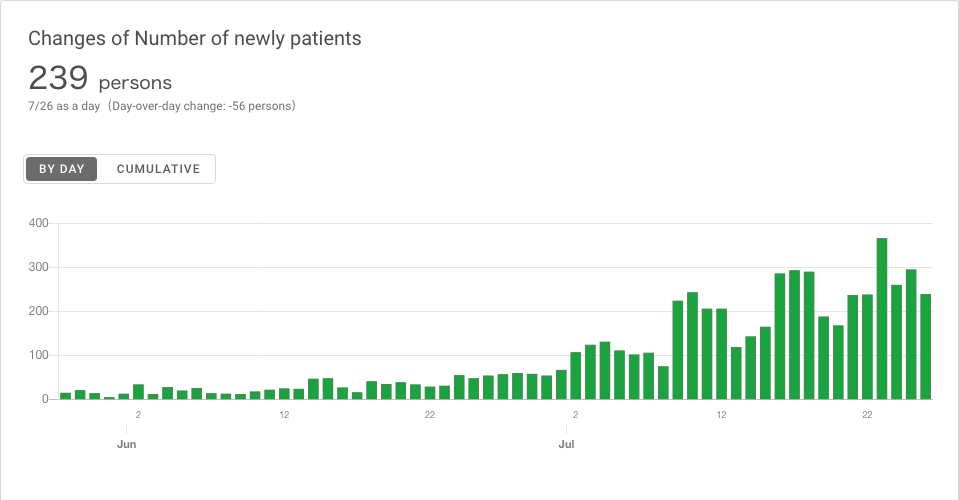 Changes of Number of newly patients
239 persons
7/26 as a day（Day-over-day change: -56 persons）
BY DAY CUMULATIVE
400
300
200
100
0
2 12 22 2 12 22
Jun Jul